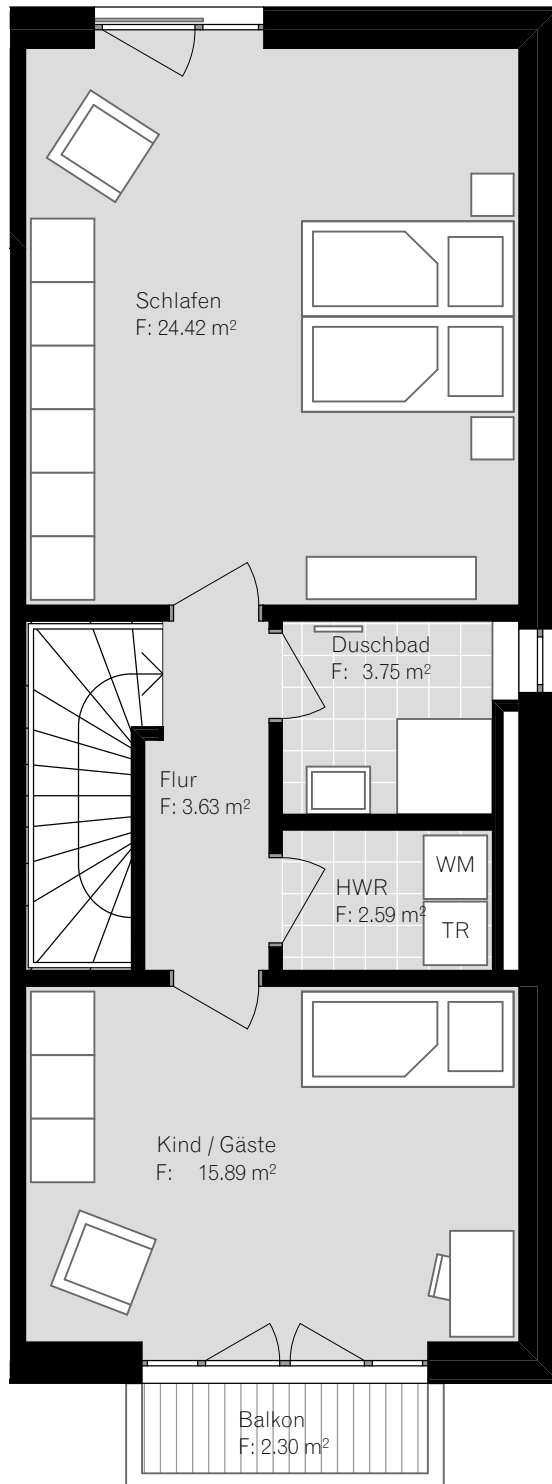 Schlafen
F: 24.42 m²
Duschbad
F: 3.75 m²
Flur
F: 3.63 m²
WM
HWR
F: 2.59 m²
TR
Kind / Gäste
F: 15.89 m²
Balkon
F: 2.30 m²